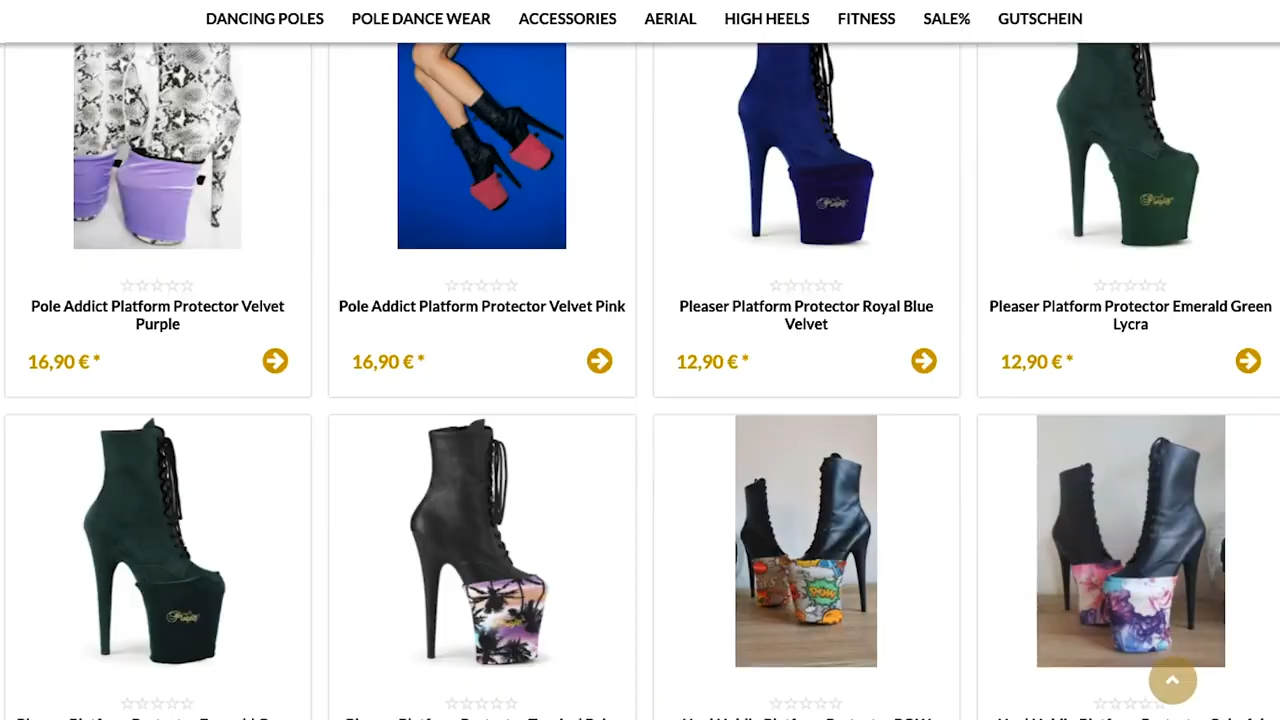 DANCING POLES POLE DANCE WEAR ACCESSORIES AERIAL HIGH HEELS FITNESS SALE% GUTSCHEIN
Pole Addict Platform Protector Velvet
Purple
16,90 € *
Pole Addict Platform Protector Velvet Pink
16,90 € *
Pleaser Platform Protector Royal Blue
Velvet
12,90 € *
Pleaser Platform Protector Emerald Green
Lycra
12,90 € *
POW